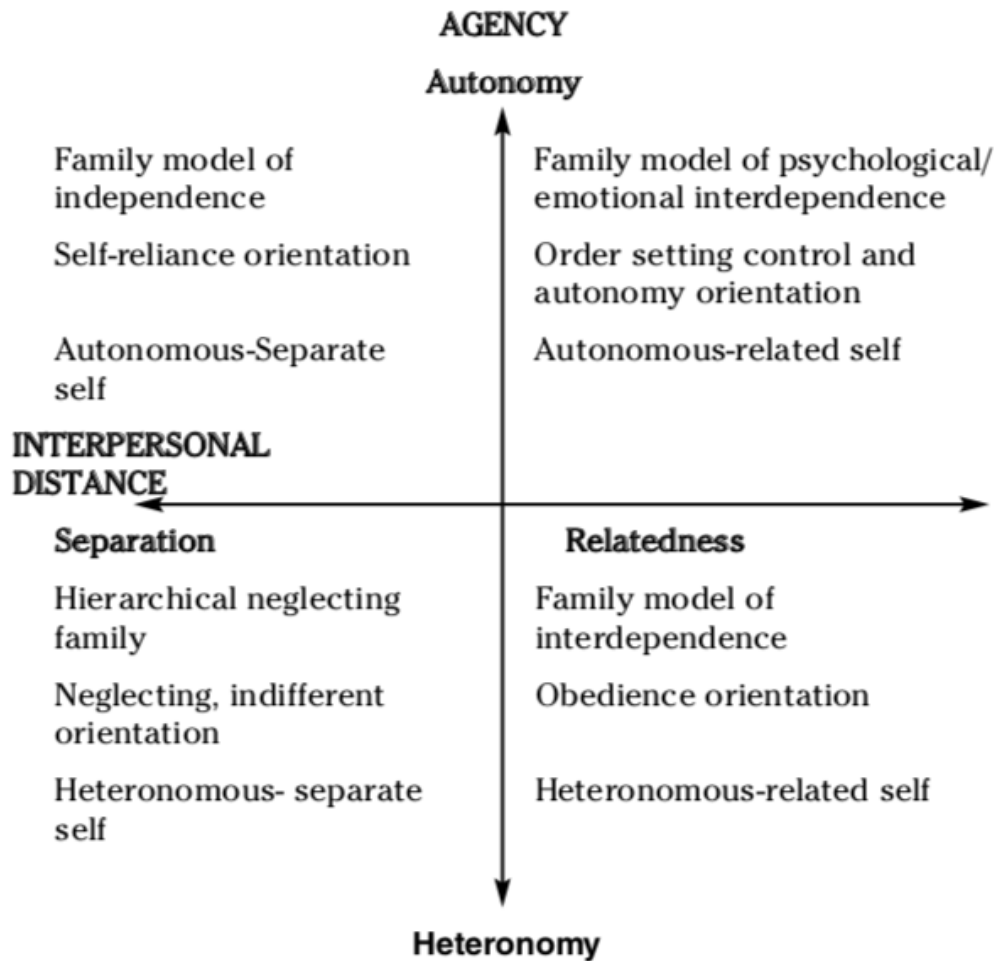 AGENCY
Autonomy
Family model of
independence
Self-reliance orientation
Autonomous-Separate
self
Family model of psychological/
emotional interdependence
Order setting control and
autonomy orientation
Autonomous-related self
INTERPERSONAL
DISTANCE
Separation
Hierarchical neglecting
family
Neglecting, indifferent
orientation
Heteronomous- separate
self
Relatedness
Family model of
interdependence
Obedience orientation
Heteronomous-related self
Heteronomy